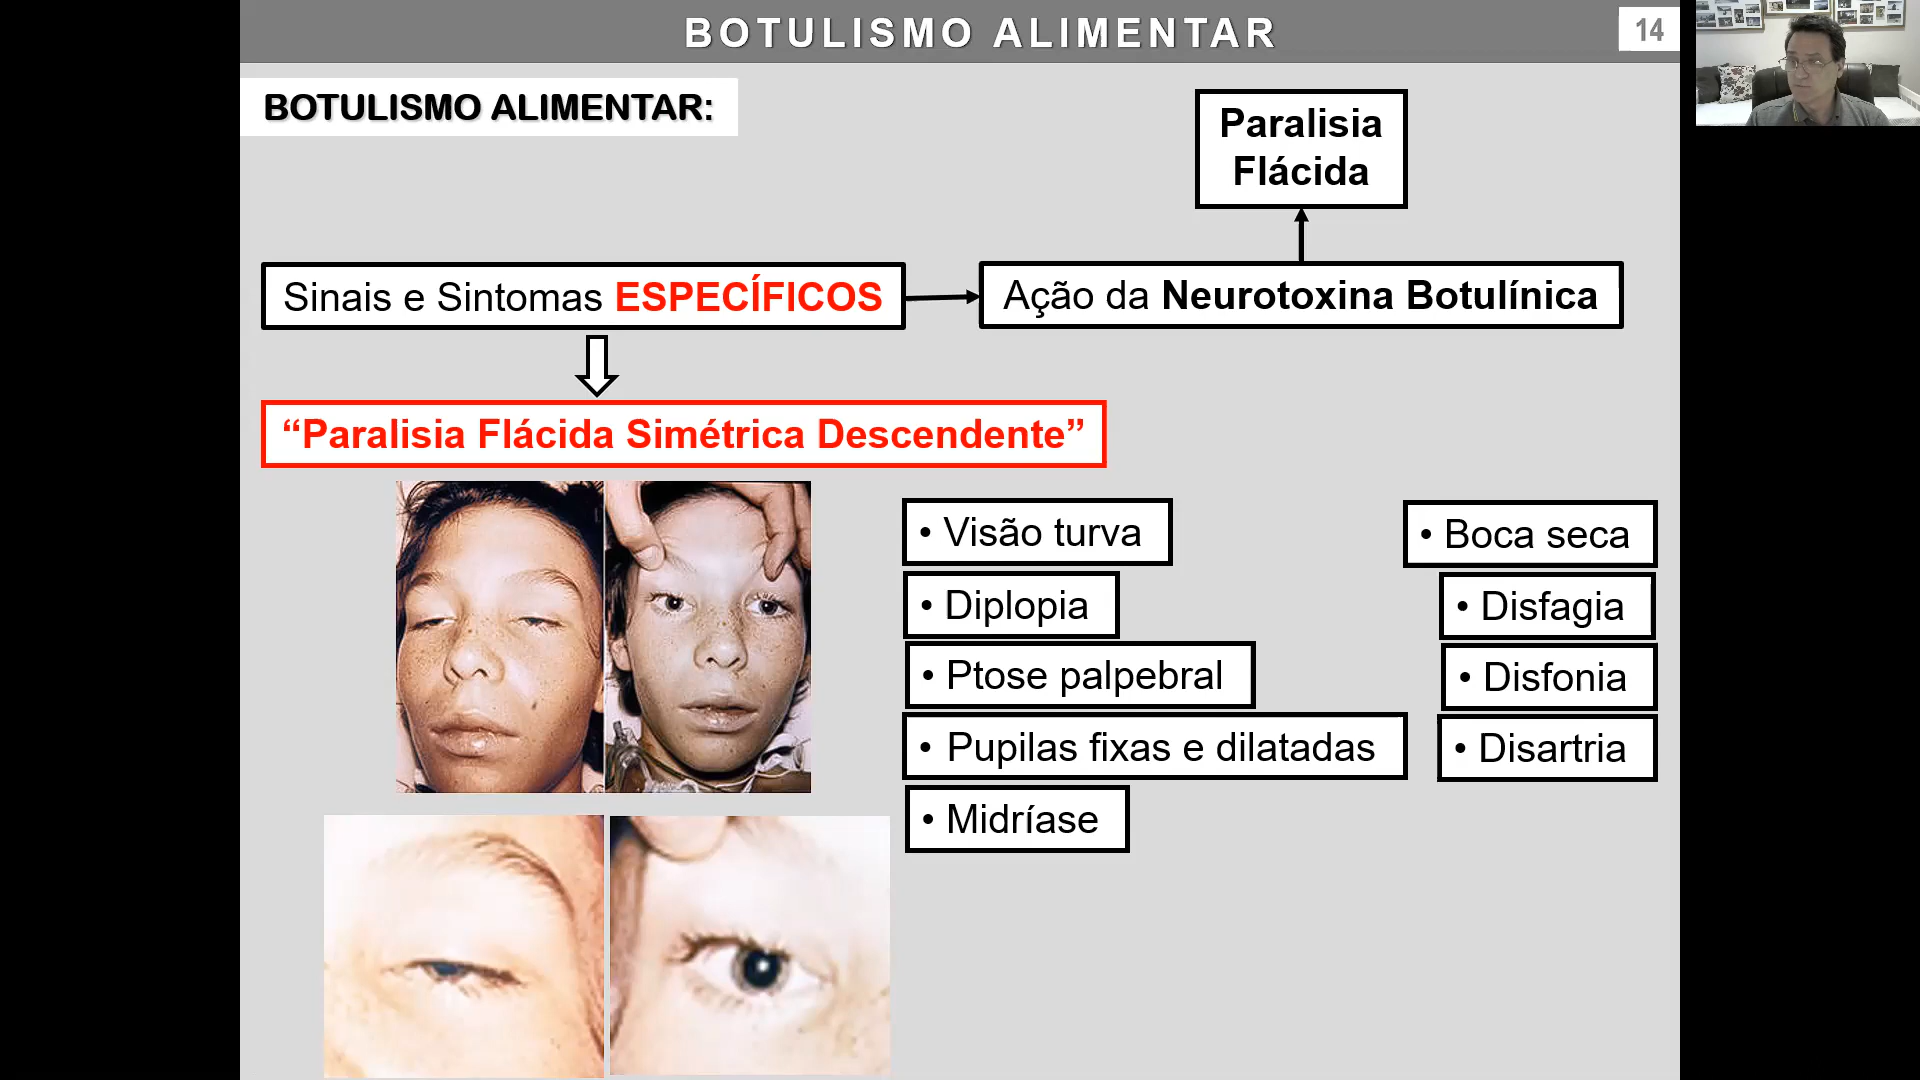 BOTULISMO ALIMENTAR
14
BOTULISMO ALIMENTAR:
Paralisia
Flácida
Sinais e Sintomas ESPECÍFICOS
Ação da Neurotoxina Botulínica
“Paralisia Flácida Simétrica Descendente”
• Visão turva
• Diplopia
• Ptose palpebral
• Pupilas fixas e dilatadas
• Midríase
• Boca seca
• Disfagia
• Disfonia
• Disartria